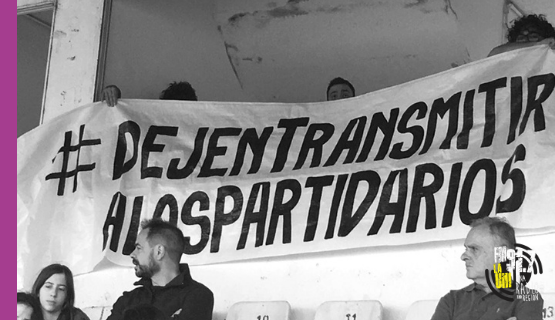 #DEJEN TRANSMITIR
A LOS PARTIDARIOS